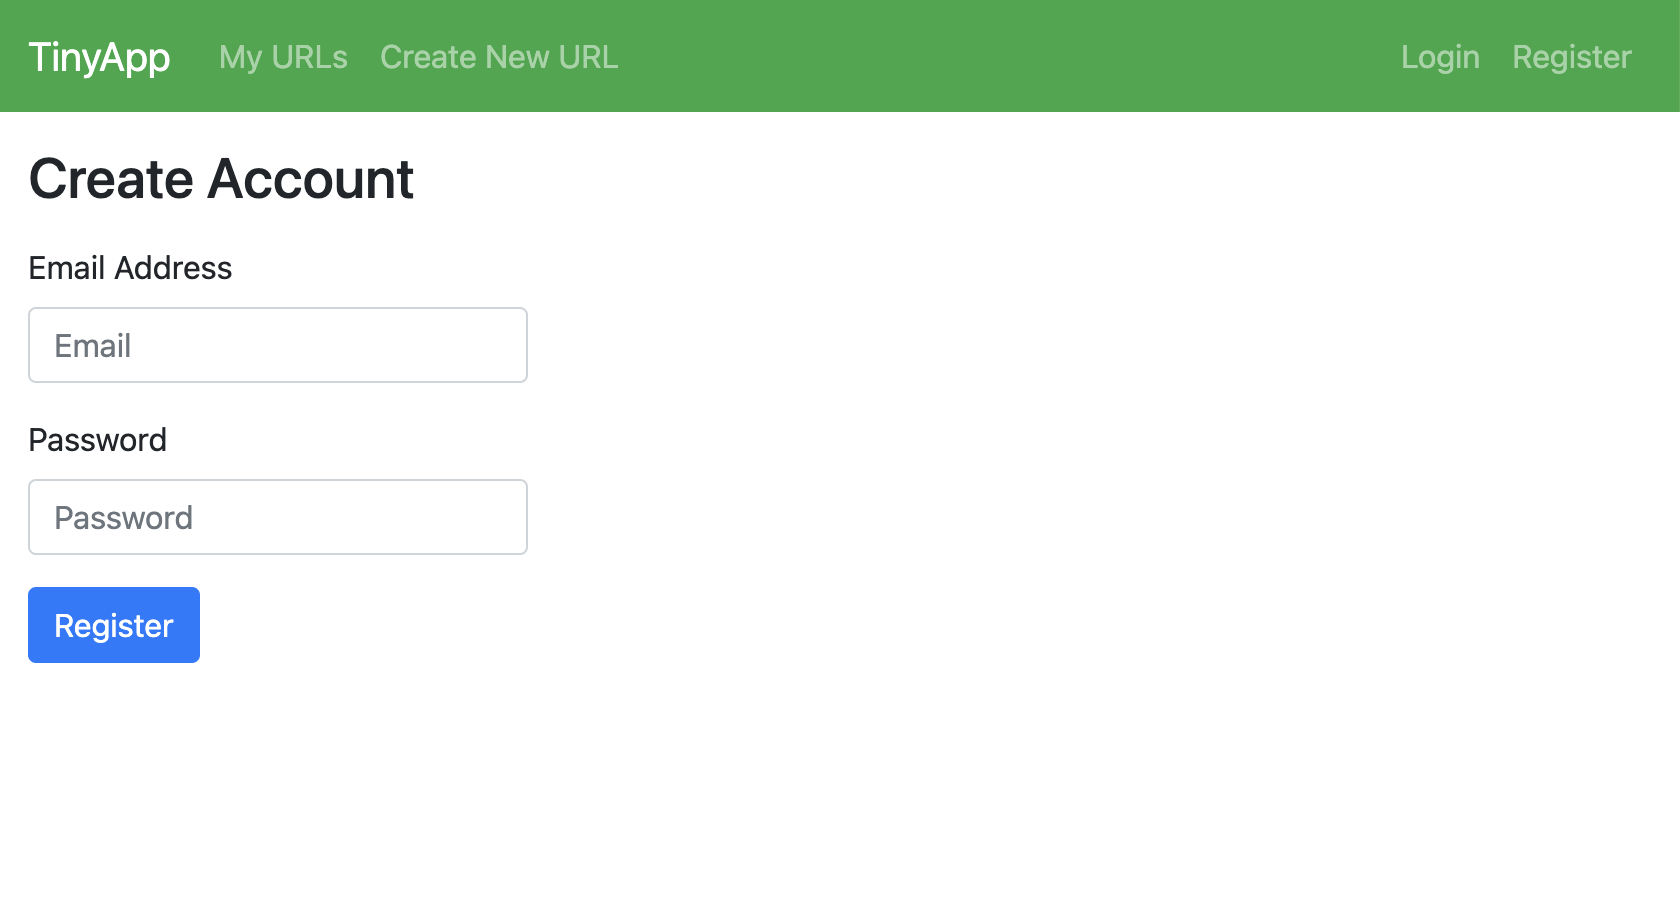 TinyApp My URLs Create New URL Login Register
Create Account
Email Address
Email
Password
Password
Register